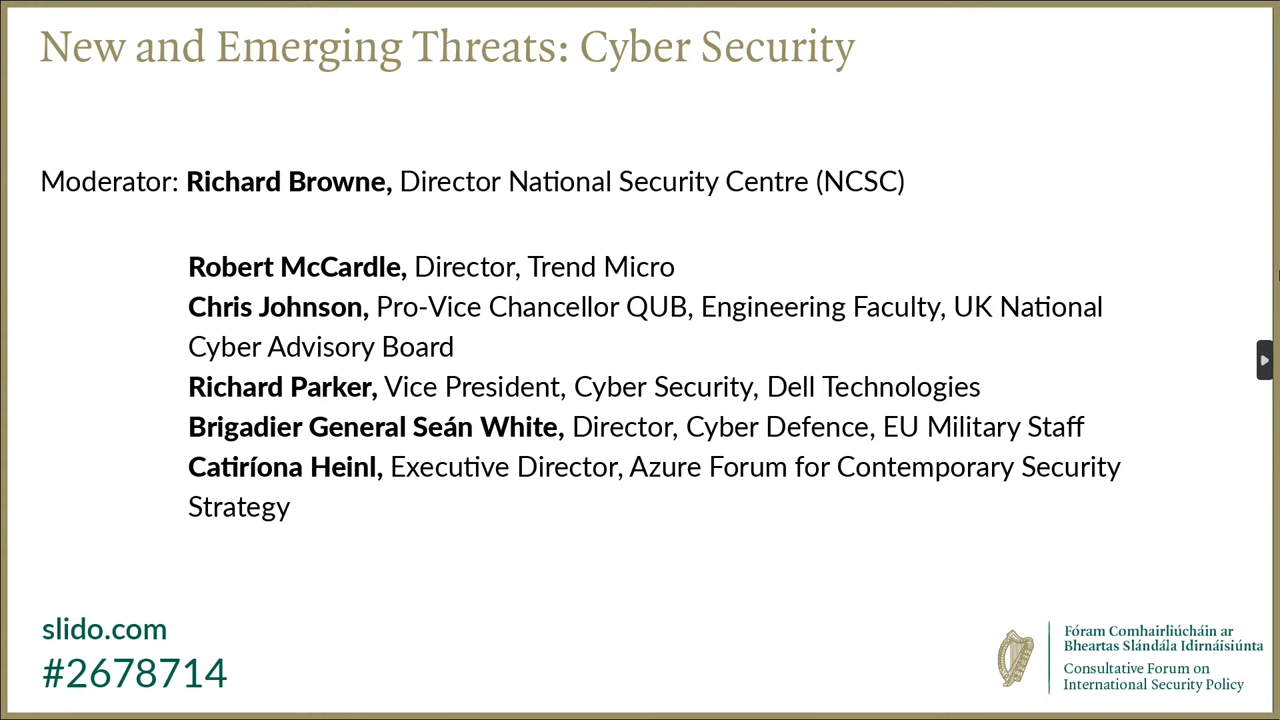 New and Emerging Threats: Cyber Security
Moderator: Richard Browne, Director National Security Centre (NCSC)
Robert McCardle, Director, Trend Micro
Chris Johnson, Pro-Vice Chancellor QUB, Engineering Faculty, UK National
Cyber Advisory Board
Richard Parker, Vice President, Cyber Security, Dell Technologies
Brigadier General Seán White, Director, Cyber Defence, EU Military Staff
Catiríona Heinl, Executive Director, Azure Forum for Contemporary Security
Strategy
slido.com
#2678714
Fóram Comhairliúcháin ar
Bheartas Slándála Idirnáisiúnta
Consultative Forum on
International Security Policy